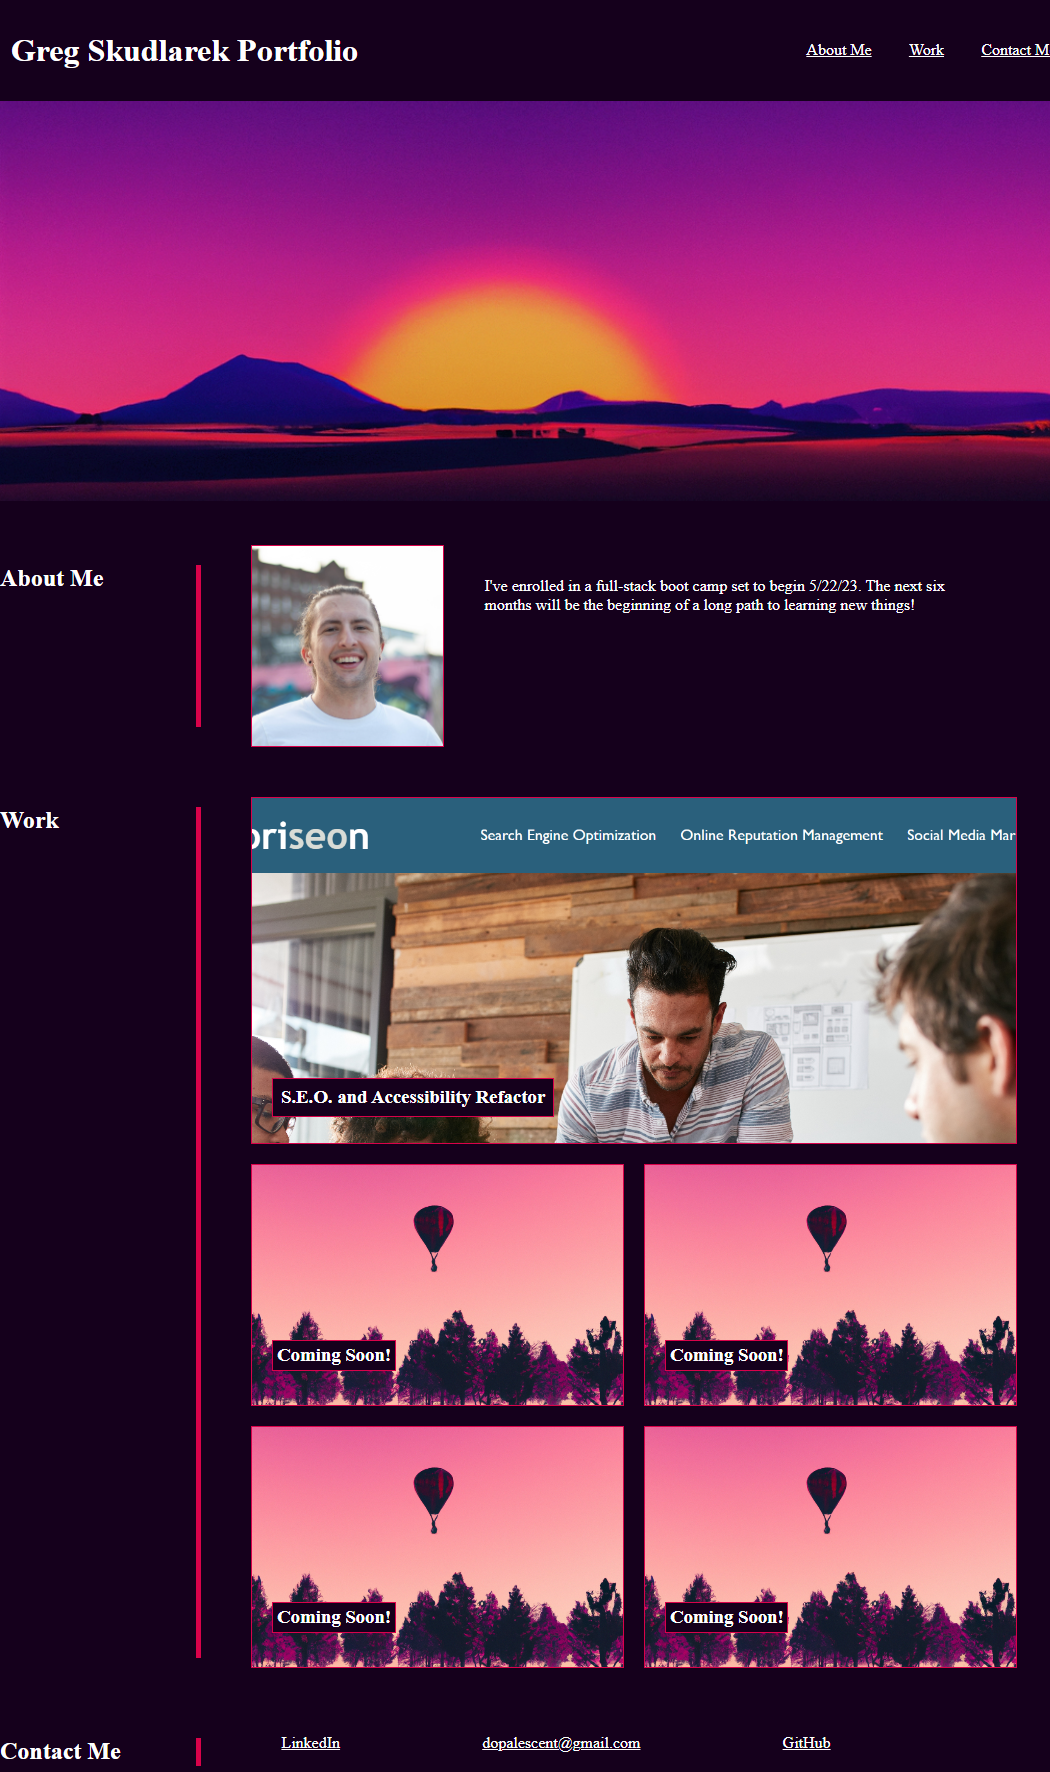 Greg Skudlarek Portfolio
About Me Work Contact M
About Me
I've enrolled in a full-stack boot camp set to begin 5/22/23. The next six
months will be the beginning of a long path to learning new things!
Work
oriseon Search Engine Optimization Online Reputation Management Social Media Mar
S.E.O. and Accessibility Refactor
Coming Soon! Coming Soon!
Coming Soon! Coming Soon!
Contact Me LinkedIn dopalescent@gmail.com GitHub